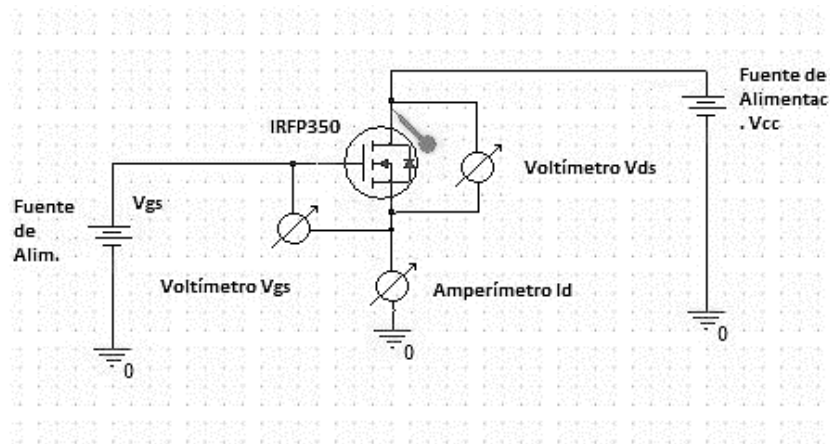 Fuente de
Alimentac
. Vcc
IRFP350
Voltímetro Vds
Vgs
Fuente
de
Alim.
Voltímetro Vgs
Amperímetro Id
0
0
0